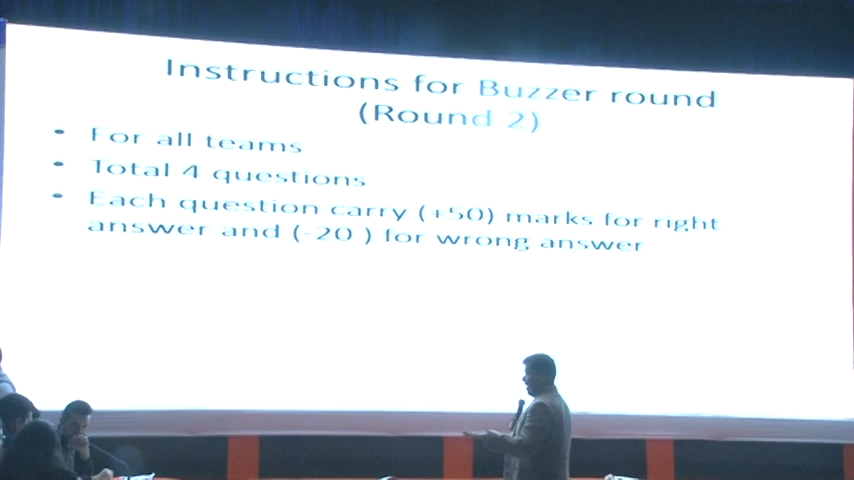 Instructions for Buzzer round
(Round 2)
• For all teams
• Total 4 questions
• Each question carry (+50) marks for right
answer and (-20 ) for wrong answer